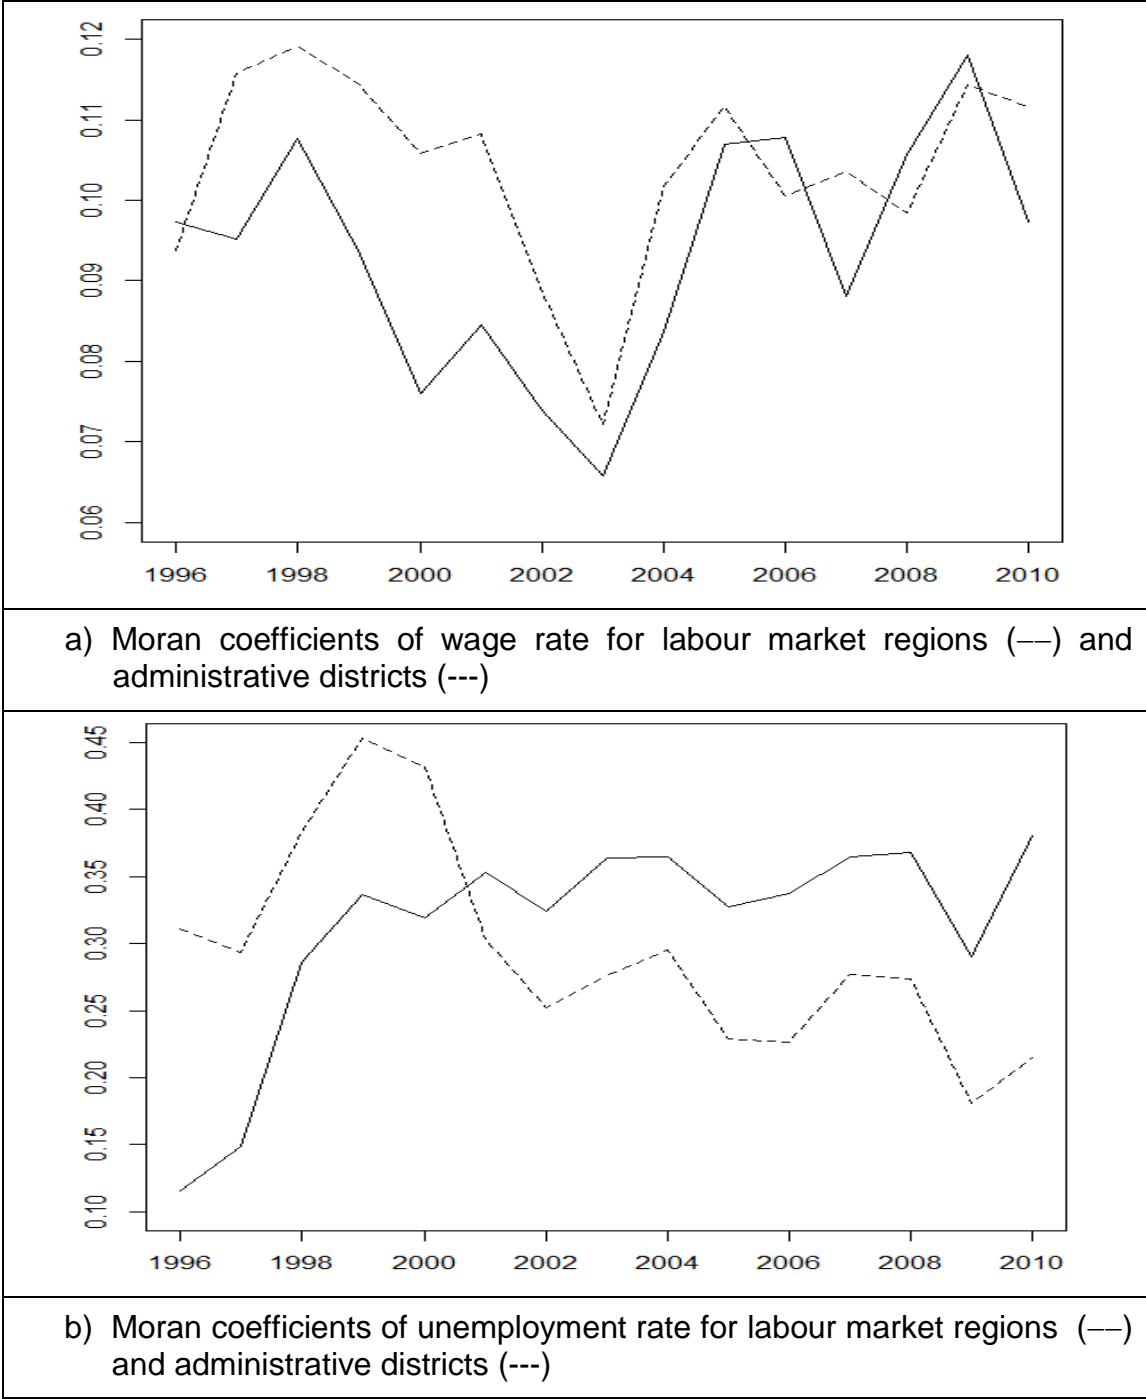 0.12
0.11
0.10
0.09
0.08
0.07
0.06
1996 1998 2000 2002 2004 2006 2008 2010
a) Moran coefficients of wage rate for labour market regions (––) and
administrative districts (---)
0.45
0.40
0.35
0.30
0.25
0.20
0.15
0.10
1996 1998 2000 2002 2004 2006 2008 2010
b) Moran coefficients of unemployment rate for labour market regions (––)
and administrative districts (---)